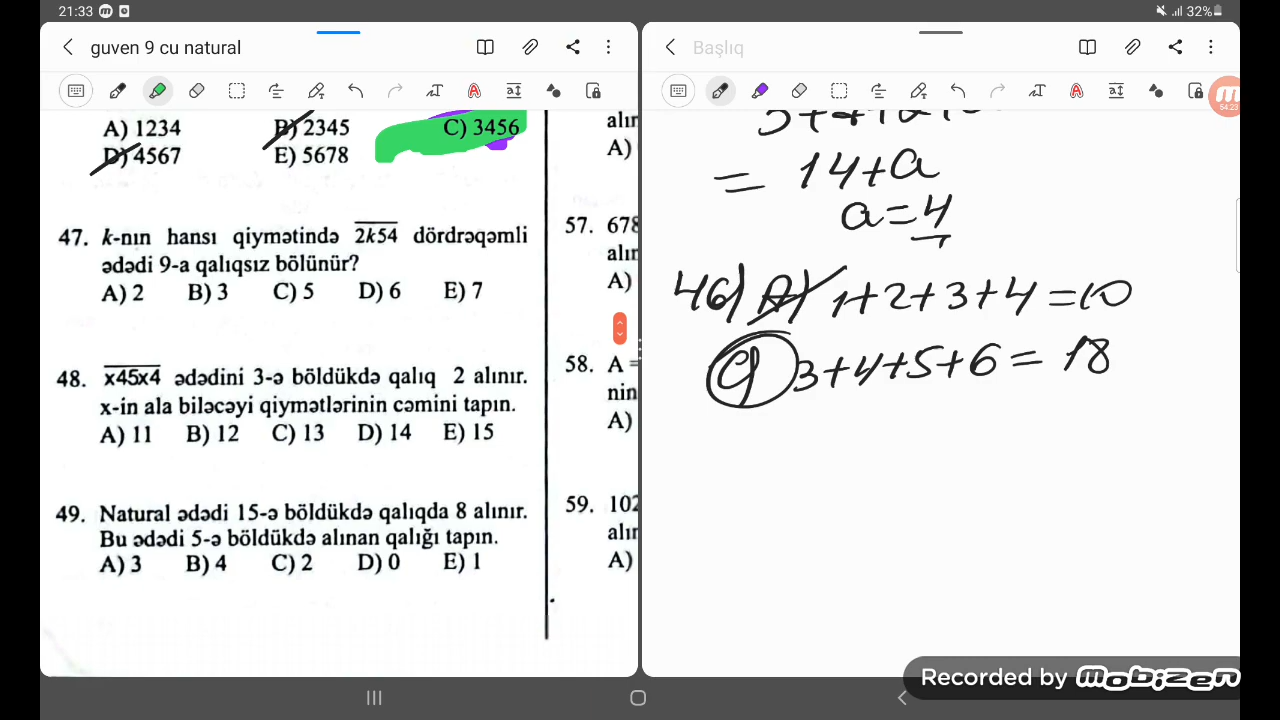 21:33
32%
guven 9 cu natural
A) 1234 B) 2345 C) 3456
D) 4567 E) 5678
47. k-nın hansı qiymətində 2k54 dördrəqəmli
ədədi 9-a qalıqsız bölünür?
A) 2 B) 3 C) 5 D) 6 E) 7
48. x45x4 ədədini 3-ə böldükdə qalıq 2 alınır.
x-in ala biləcəyi qiymətlərinin cəmini tapın.
A) 11 B) 12 C) 13 D) 14 E) 15
49. Natural ədədi 15-ə böldükdə qalıqda 8 alınır.
Bu ədədi 5-ə böldükdə alınan qalığı tapın.
A) 3 B) 4 C) 2 D) 0 E) 1
A)
57. 678
A)
58. A =
A)
59. 102
A)
Başlıq
54:23
= 14+a
a=4
46) A) 1+2+3+4=10
C) 3+4+5+6=18
Recorded by mobizen